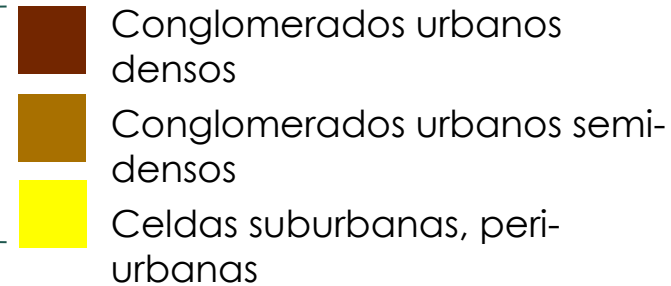 Conglomerados urbanos
densos
Conglomerados urbanos semi-
densos
Celdas suburbanas, peri-
urbanas